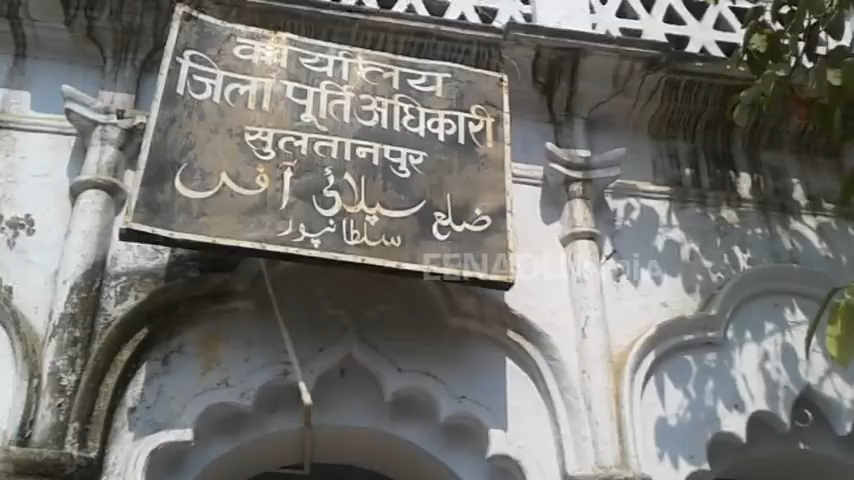 कार्यालय
जिला पूर्ति अधिकारी
सुलतानपुर
ضلع سپلائی آفس
سلطانپور